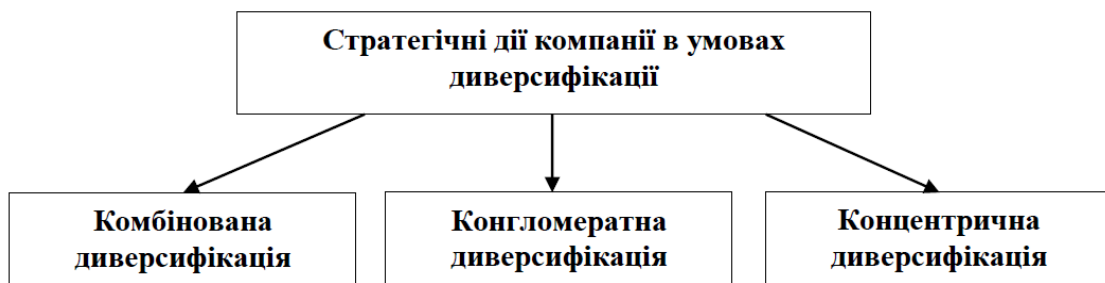 Стратегічні дії компанії в умовах
диверсифікації
Комбінована
диверсифікація
Конгломератна
диверсифікація
Концентрична
диверсифікація